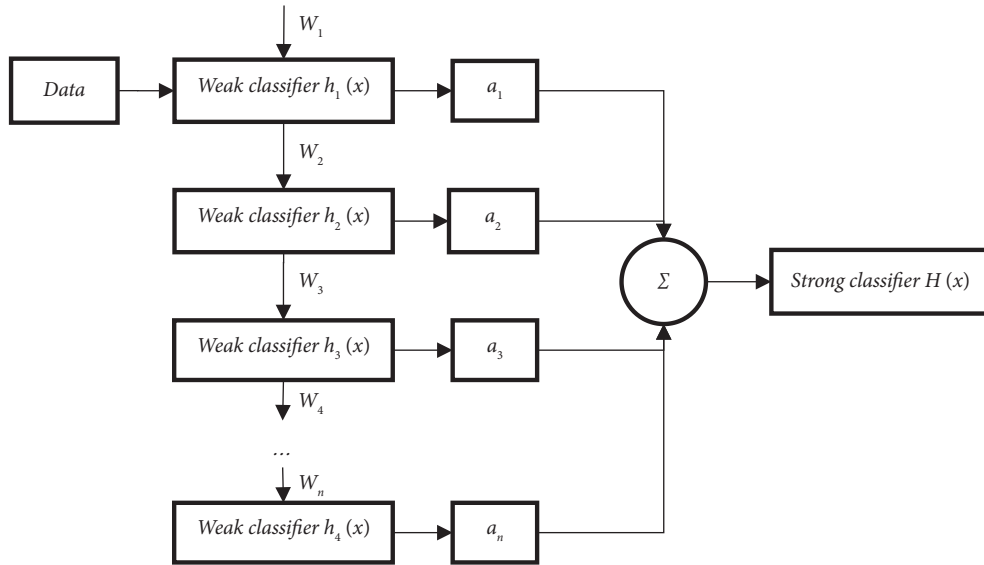 W₁
Data
Weak classifier h₁ (x)
a₁
W₂
Weak classifier h₂ (x)
a₂
W₃
Σ
Strong classifier H (x)
Weak classifier h₃ (x)
a₃
W₄
...
Wₙ
Weak classifier h₄ (x)
aₙ